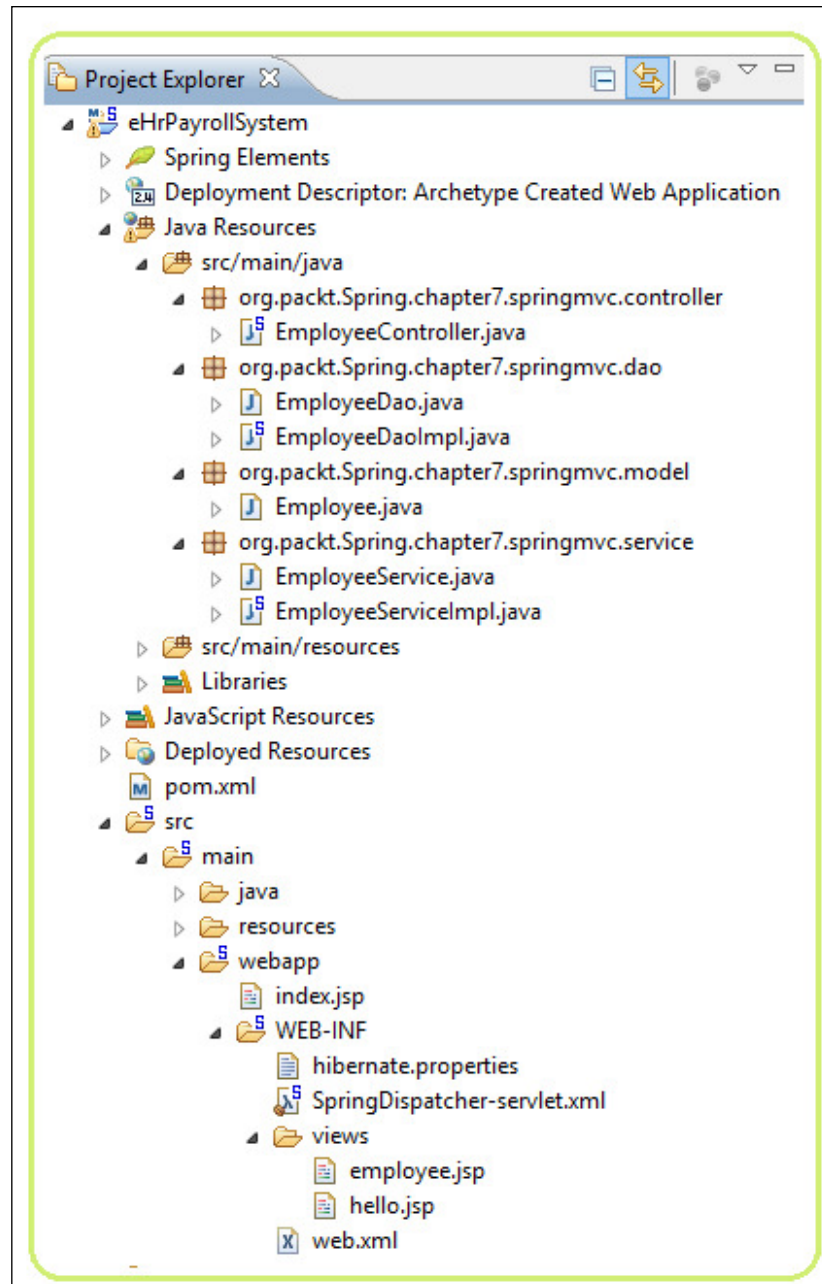 Project Explorer
eHrPayrollSystem
Spring Elements
Deployment Descriptor: Archetype Created Web Application
Java Resources
src/main/java
org.packt.Spring.chapter7.springmvc.controller
EmployeeController.java
org.packt.Spring.chapter7.springmvc.dao
EmployeeDao.java
EmployeeDaoImpl.java
org.packt.Spring.chapter7.springmvc.model
Employee.java
org.packt.Spring.chapter7.springmvc.service
EmployeeService.java
EmployeeServiceImpl.java
src/main/resources
Libraries
JavaScript Resources
Deployed Resources
pom.xml
src
main
java
resources
webapp
index.jsp
WEB-INF
hibernate.properties
SpringDispatcher-servlet.xml
views
employee.jsp
hello.jsp
web.xml